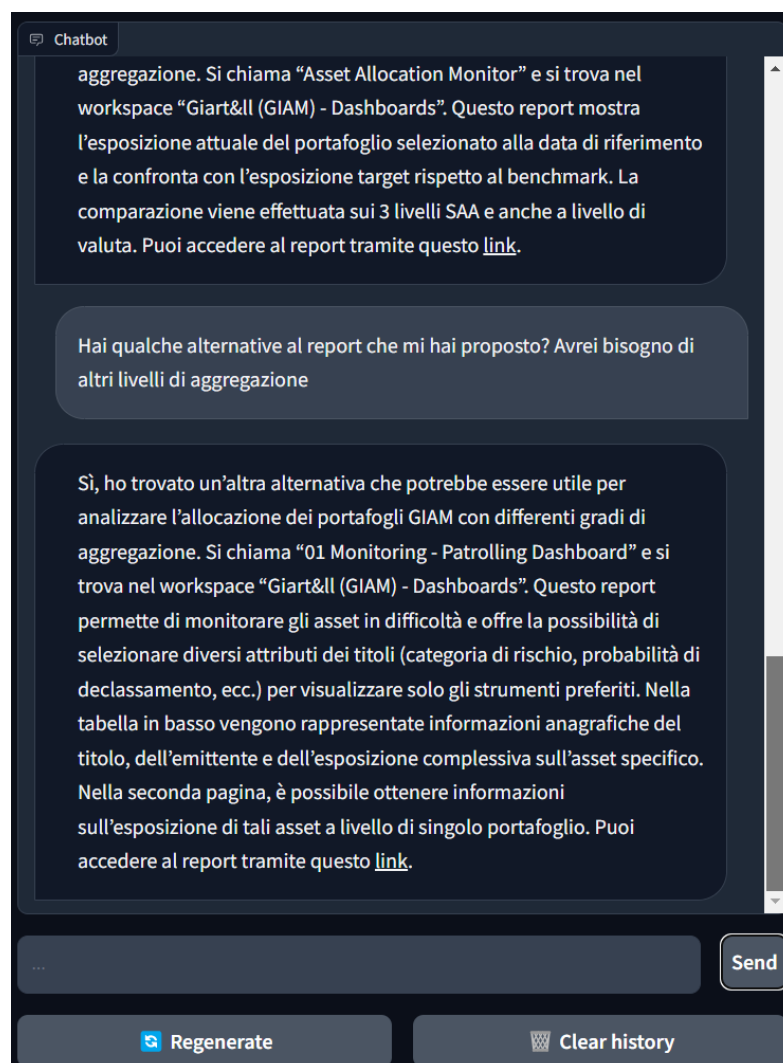 Chatbot
aggregazione. Si chiama “Asset Allocation Monitor” e si trova nel
workspace “Giart&ll (GIAM) - Dashboards”. Questo report mostra
l’esposizione attuale del portafoglio selezionato alla data di riferimento
e la confronta con l’esposizione target rispetto al benchmark. La
comparazione viene effettuata sui 3 livelli SAA e anche a livello di
valuta. Puoi accedere al report tramite questo link.
Hai qualche alternative al report che mi hai proposto? Avrei bisogno di
altri livelli di aggregazione
Sì, ho trovato un’altra alternativa che potrebbe essere utile per
analizzare l’allocazione dei portafogli GIAM con differenti gradi di
aggregazione. Si chiama “01 Monitoring - Patrolling Dashboard” e si
trova nel workspace “Giart&ll (GIAM) - Dashboards”. Questo report
permette di monitorare gli asset in difficoltà e offre la possibilità di
selezionare diversi attributi dei titoli (categoria di rischio, probabilità di
declassamento, ecc.) per visualizzare solo gli strumenti preferiti. Nella
tabella in basso vengono rappresentate informazioni anagrafiche del
titolo, dell’emittente e dell’esposizione complessiva sull’asset specifico.
Nella seconda pagina, è possibile ottenere informazioni
sull’esposizione di tali asset a livello di singolo portafoglio. Puoi
accedere al report tramite questo link.
...
Send
Regenerate
Clear history